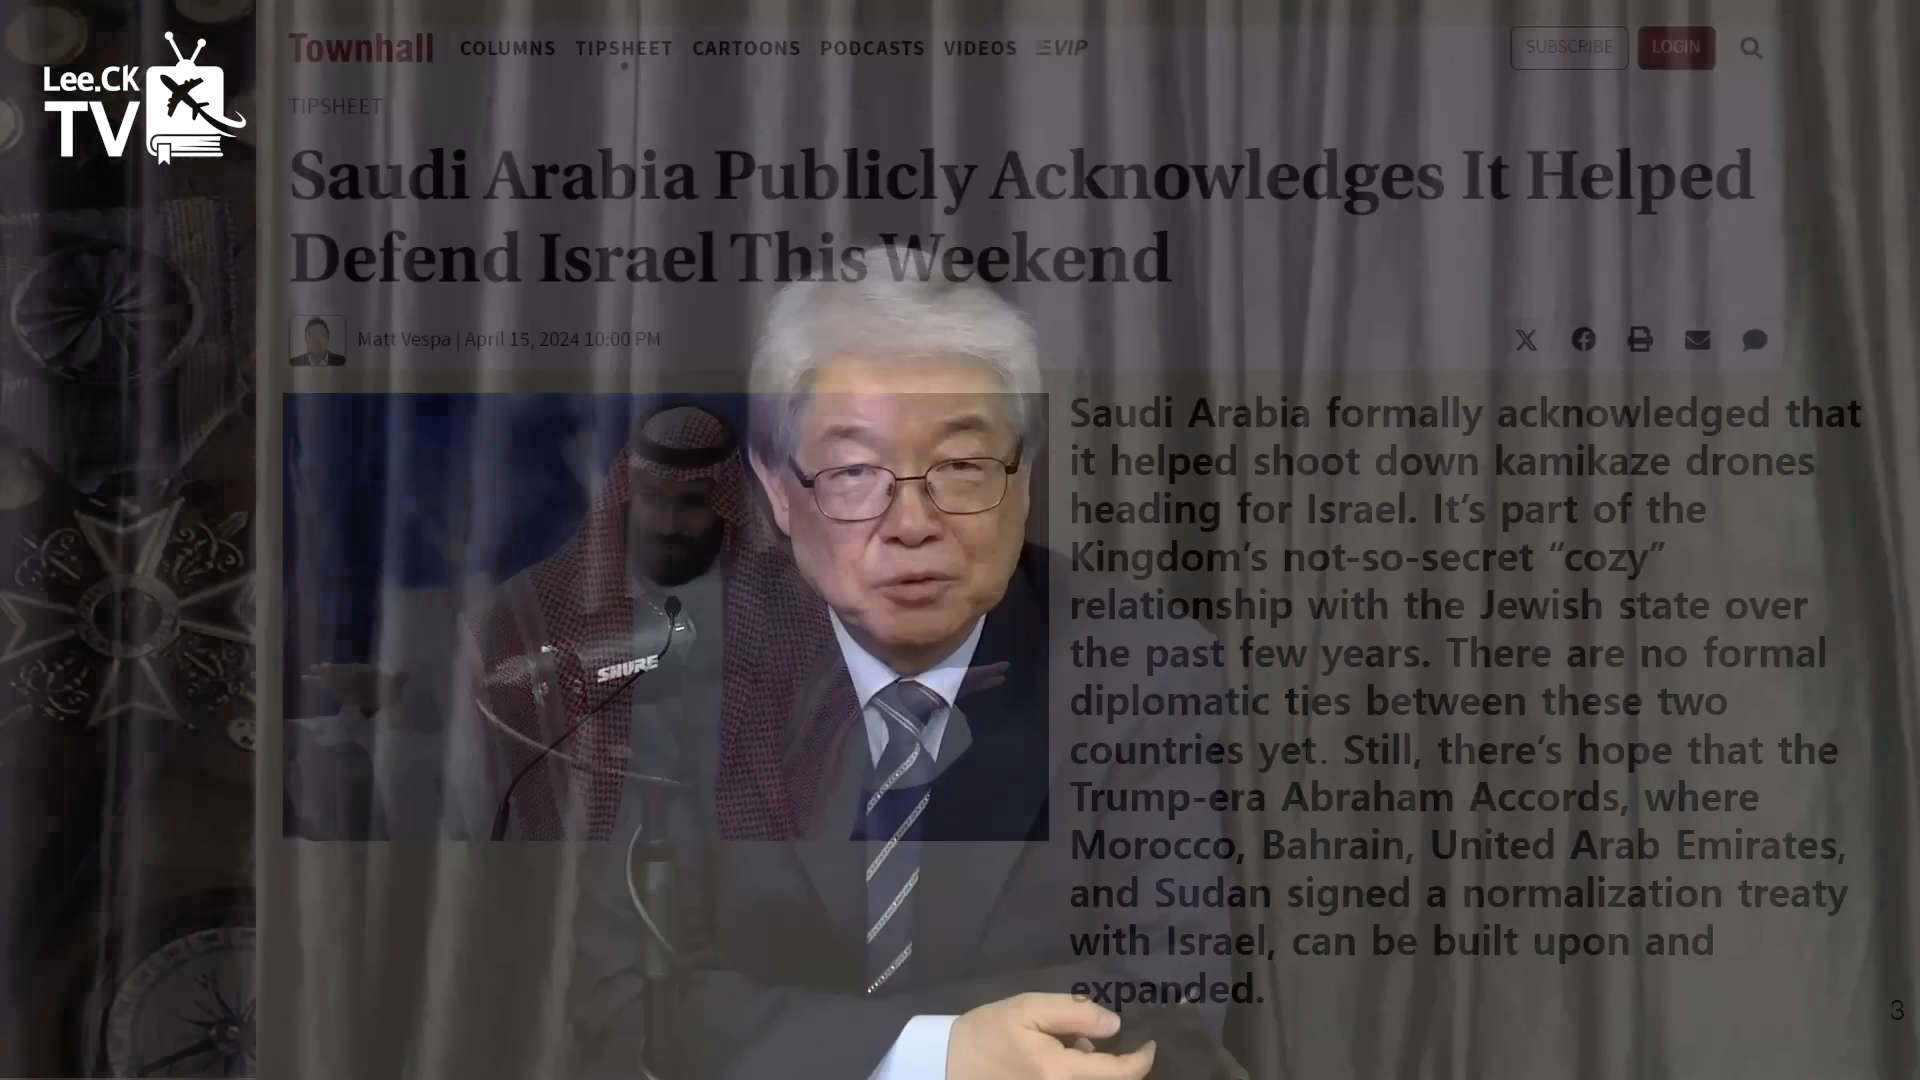 Lee.CK
TV
Townhall COLUMNS TIPSHEET CARTOONS PODCASTS VIDEOS VIP SUBSCRIBE LOGIN
TIPSHEET
Saudi Arabia Publicly Acknowledges It Helped
Defend Israel This Weekend
Matt Vespa | April 15, 2024 10:00 PM
SHURE
Saudi Arabia formally acknowledged that
it helped shoot down kamikaze drones
heading for Israel. It’s part of the
Kingdom’s not-so-secret “cozy”
relationship with the Jewish state over
the past few years. There are no formal
diplomatic ties between these two
countries yet. Still, there’s hope that the
Trump-era Abraham Accords, where
Morocco, Bahrain, United Arab Emirates,
and Sudan signed a normalization treaty
with Israel, can be built upon and
expanded.
3